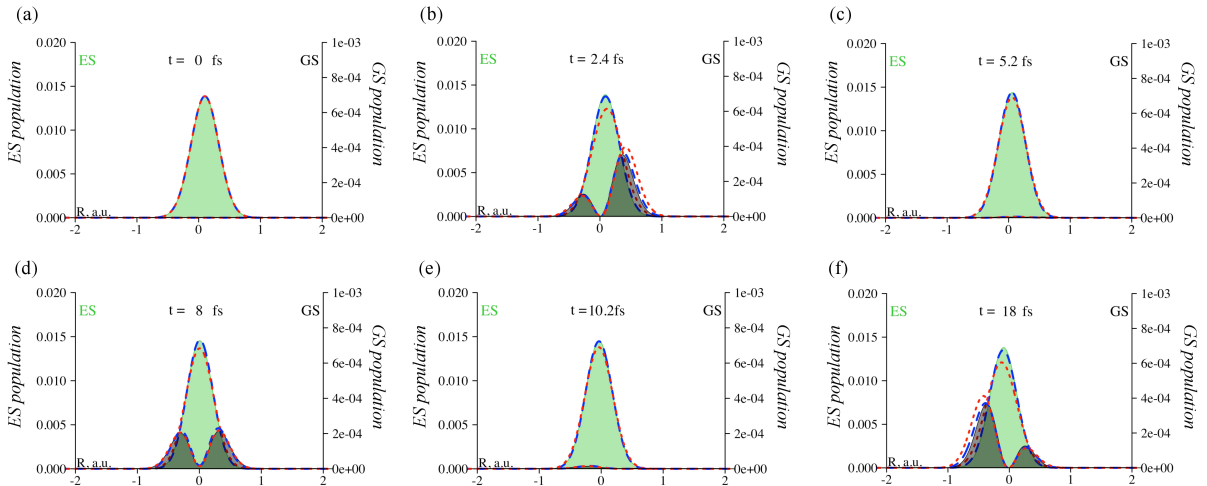 (a)
ES population
0.020
0.015
0.010
0.005
0.000
ES
t = 0 fs
GS
R, a.u.
-2 -1 0 1 2
1e-03
8e-04
6e-04
4e-04
2e-04
0e+00
GS population
(b)
ES population
0.020
0.015
0.010
0.005
0.000
ES
t = 2.4 fs
GS
R, a.u.
-2 -1 0 1 2
1e-03
8e-04
6e-04
4e-04
2e-04
0e+00
GS population
(c)
ES population
0.020
0.015
0.010
0.005
0.000
ES
t = 5.2 fs
GS
R, a.u.
-2 -1 0 1 2
1e-03
8e-04
6e-04
4e-04
2e-04
0e+00
GS population
(d)
ES population
0.020
0.015
0.010
0.005
0.000
ES
t = 8 fs
GS
R, a.u.
-2 -1 0 1 2
1e-03
8e-04
6e-04
4e-04
2e-04
0e+00
GS population
(e)
ES population
0.020
0.015
0.010
0.005
0.000
ES
t =10.2fs
GS
R, a.u.
-2 -1 0 1 2
1e-03
8e-04
6e-04
4e-04
2e-04
0e+00
GS population
(f)
ES population
0.020
0.015
0.010
0.005
0.000
ES
t = 18 fs
GS
R, a.u.
-2 -1 0 1 2
1e-03
8e-04
6e-04
4e-04
2e-04
0e+00
GS population